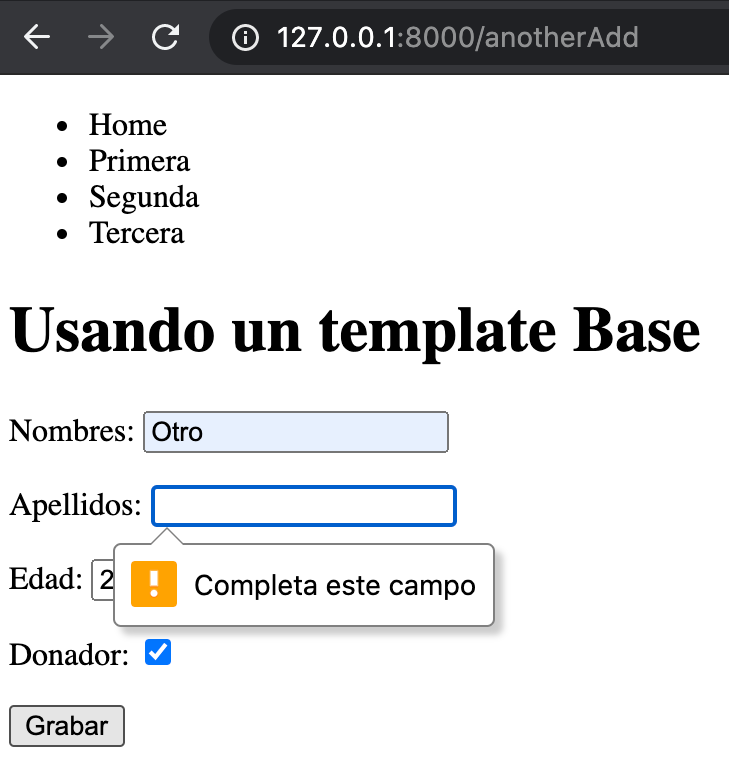 127.0.0.1:8000/anotherAdd
Home
Primera
Segunda
Tercera
Usando un template Base
Nombres: Otro
Apellidos:
Completa este campo
Edad: 2
Donador:
Grabar